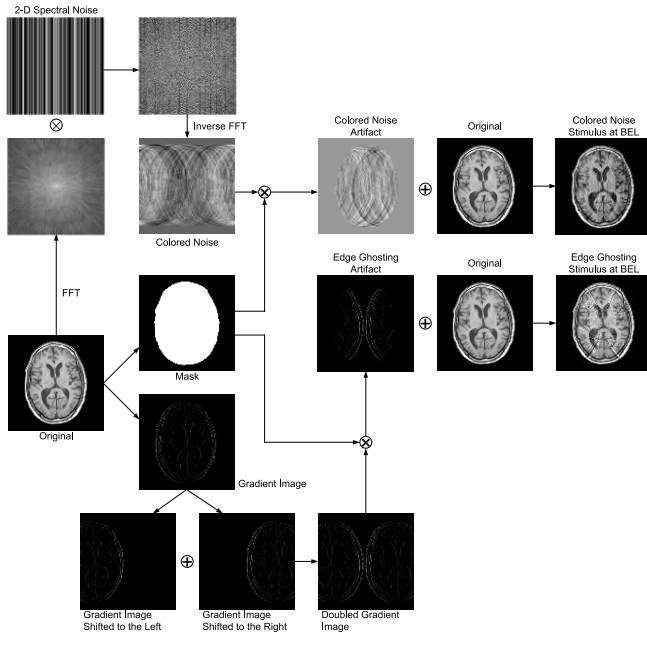 2-D Spectral Noise
Inverse FFT
Colored Noise
Artifact
Original
Colored Noise
Stimulus at BEL
Colored Noise
FFT
Edge Ghosting
Artifact
Original
Edge Ghosting
Stimulus at BEL
Mask
Original
Gradient Image
Gradient Image
Shifted to the Left
Gradient Image
Shifted to the Right
Doubled Gradient
Image